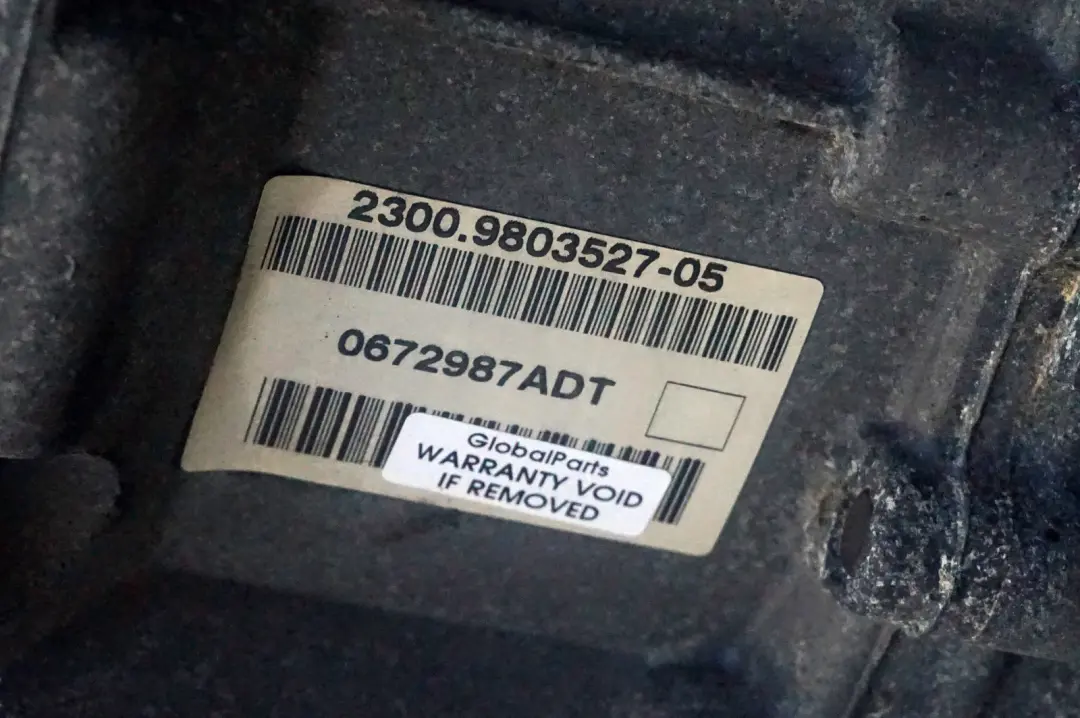 2300.9803527-05
0672987ADT
GlobalParts
WARRANTY VOID
IF REMOVED